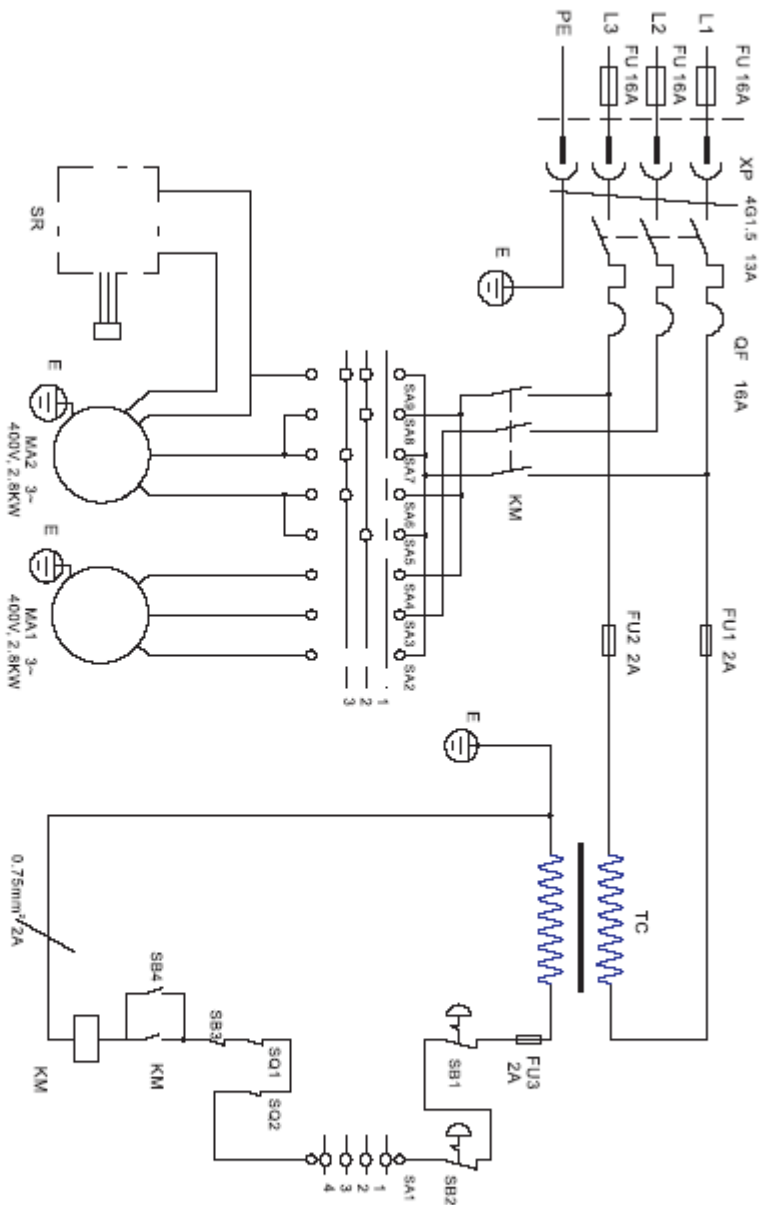 L1
L2
L3
PE
FU 16A
FU 16A
FU 16A
XP
4G1.5 13A
QF 16A
E
SR
KM
SA9
SA8
SA7
SA6
SA5
SA4
SA3
SA2
1
2
3
E
MA2 3~
400V, 2.8KW
E
MA1 3~
400V, 2.8KW
FU1 2A
FU2 2A
E
TC
0.75mm² 2A
FU3
2A
SB1
SB2
SA1
1
2
3
4
SQ1
SQ2
SB3
SB4
KM
KM